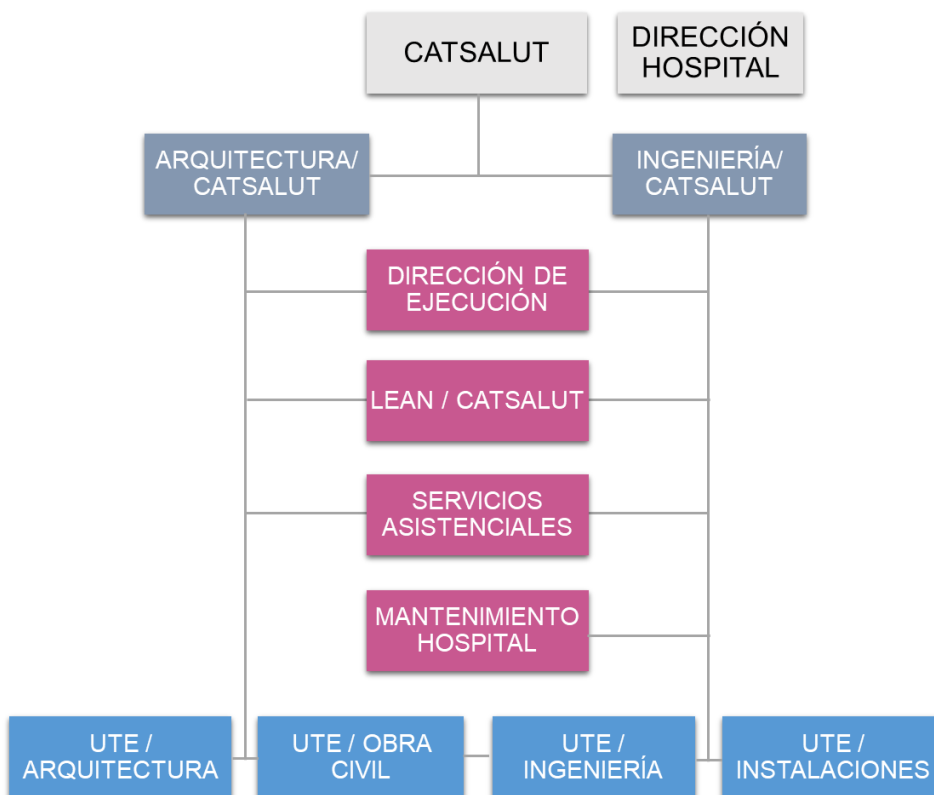 CATSALUT
DIRECCIÓN
HOSPITAL
ARQUITECTURA/
CATSALUT
INGENIERÍA/
CATSALUT
DIRECCIÓN DE
EJECUCIÓN
LEAN / CATSALUT
SERVICIOS
ASISTENCIALES
MANTENIMIENTO
HOSPITAL
UTE /
ARQUITECTURA
UTE / OBRA
CIVIL
UTE /
INGENIERÍA
UTE /
INSTALACIONES